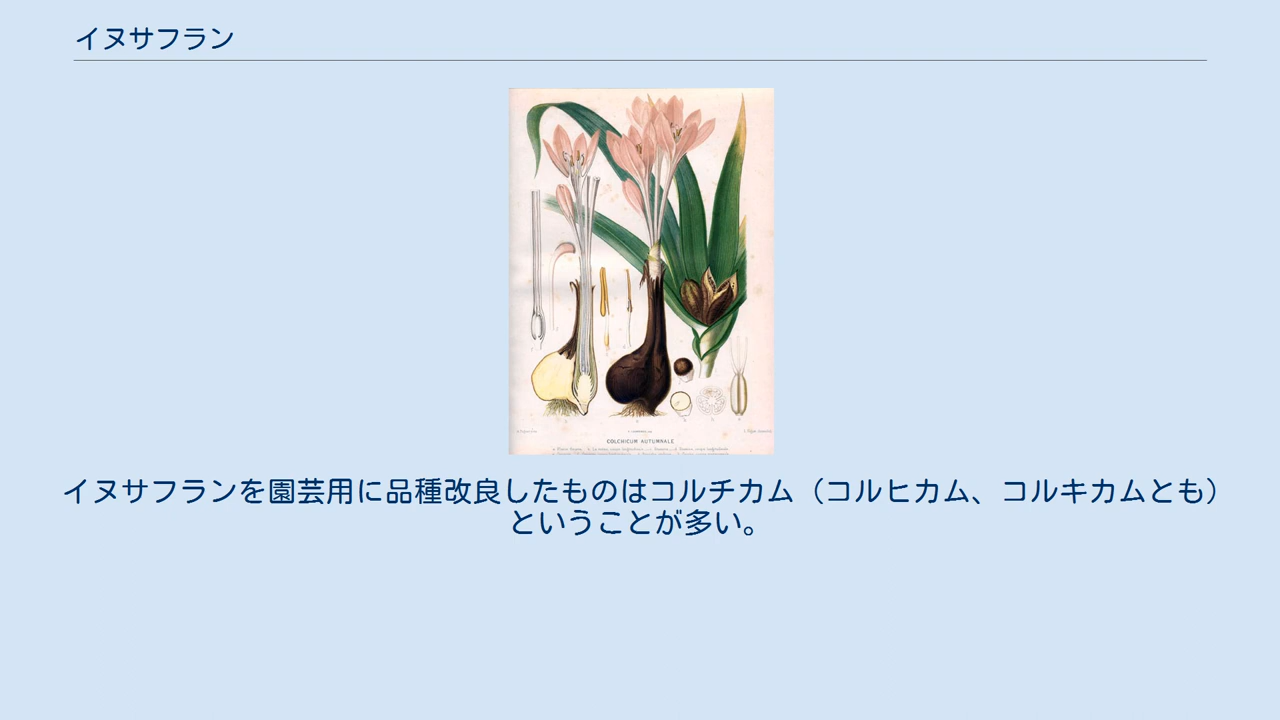 イヌサフラン
COLCHICUM AUTUMNALE
イヌサフランを園芸用に品種改良したものはコルチカム（コルヒカム、コルキカムとも）
ということが多い。